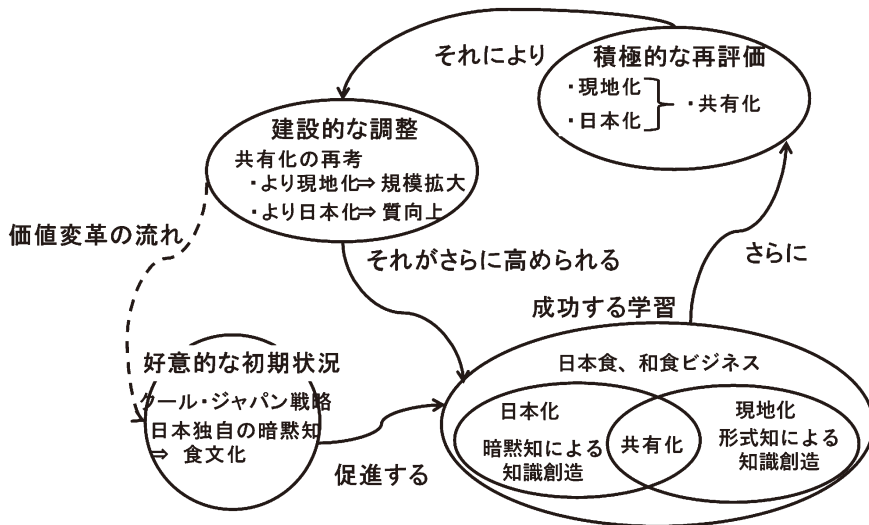 それにより
積極的な再評価
・現地化
・日本化
・共有化
建設的な調整
共有化の再考
・より現地化⇒規模拡大
・より日本化⇒質向上
価値変革の流れ
それがさらに高められる
さらに
成功する学習
好意的な初期状況
クール・ジャパン戦略
日本独自の暗黙知
⇒ 食文化
促進する
日本食、和食ビジネス
日本化
暗黙知による
知識創造
共有化
現地化
形式知による
知識創造